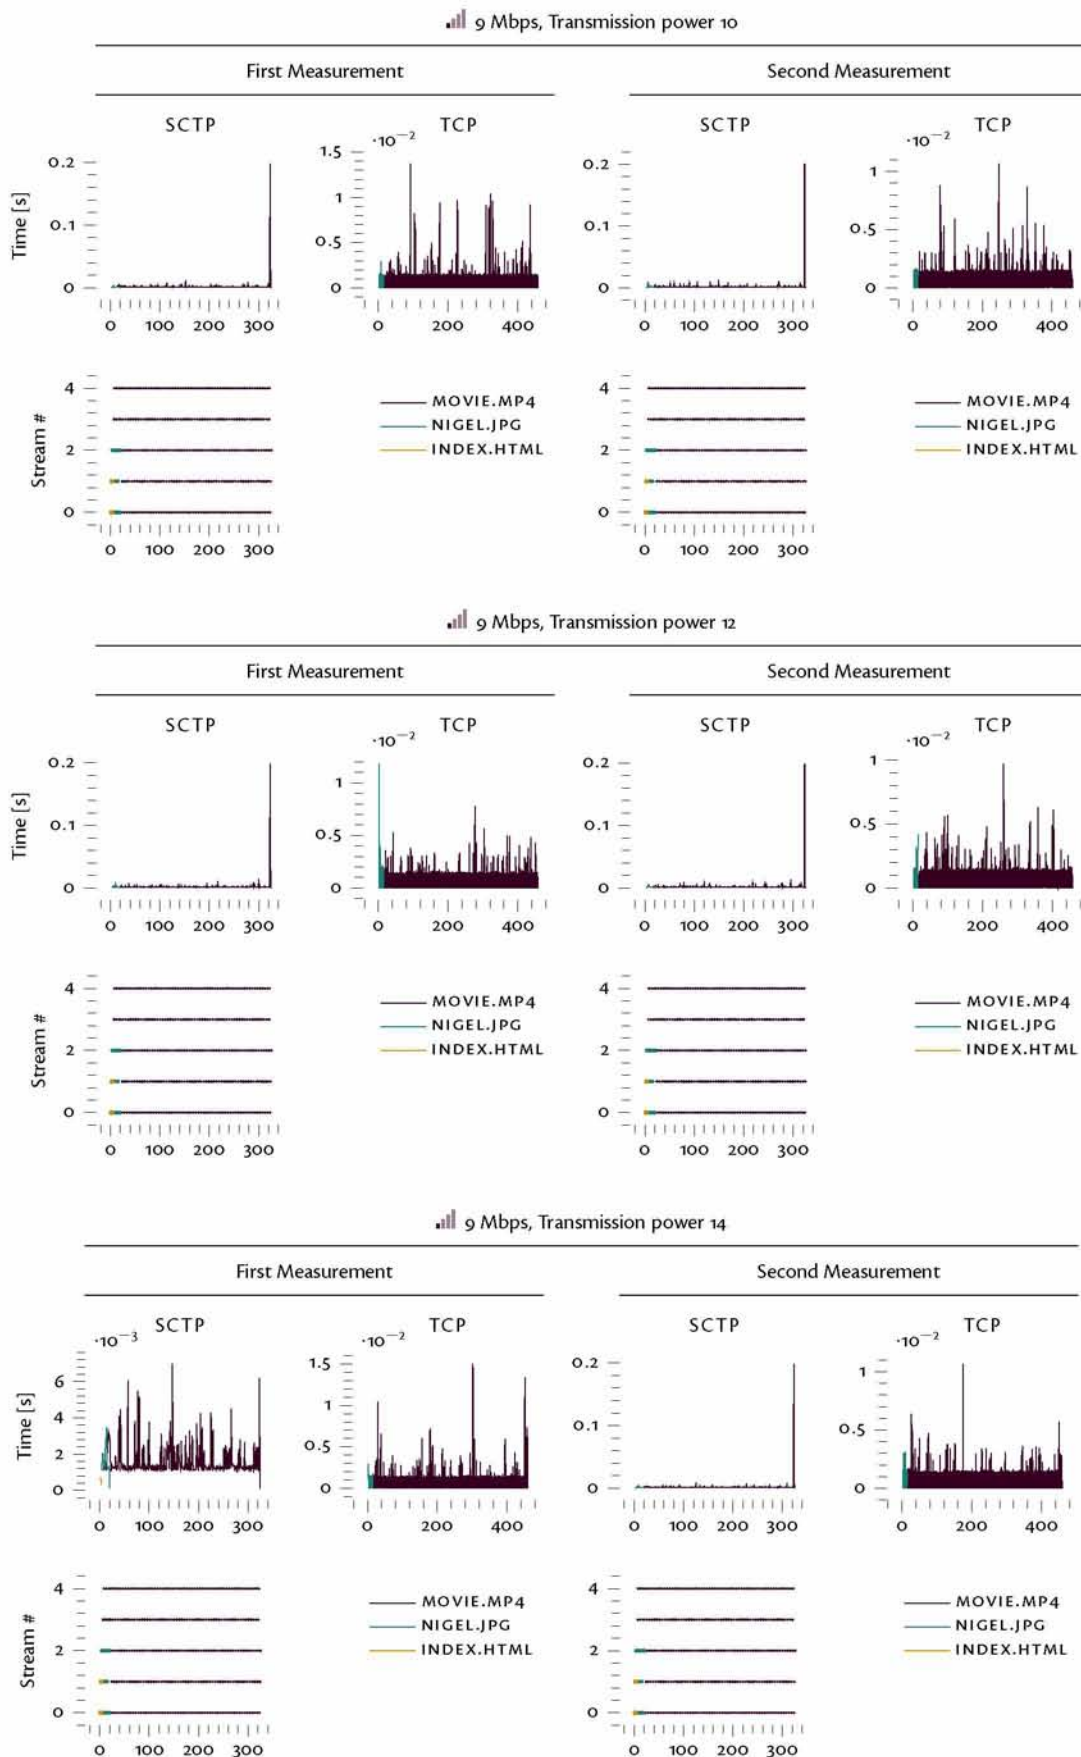 9 Mbps, Transmission power 10
First Measurement
Second Measurement
SCTP
TCP
SCTP
TCP
Time [s]
0.2
0.1
0
0 100 200 300
·10−2
1.5
1
0.5
0
0 200 400
0.2
0.1
0
0 100 200 300
·10−2
1
0.5
0
0 200 400
Stream #
4
2
0
0 100 200 300
MOVIE.MP4
NIGEL.JPG
INDEX.HTML
4
2
0
0 100 200 300
MOVIE.MP4
NIGEL.JPG
INDEX.HTML
9 Mbps, Transmission power 12
First Measurement
Second Measurement
SCTP
TCP
SCTP
TCP
Time [s]
0.2
0.1
0
0 100 200 300
·10−2
1
0.5
0
0 200 400
0.2
0.1
0
0 100 200 300
·10−2
1
0.5
0
0 200 400
Stream #
4
2
0
0 100 200 300
MOVIE.MP4
NIGEL.JPG
INDEX.HTML
4
2
0
0 100 200 300
MOVIE.MP4
NIGEL.JPG
INDEX.HTML
9 Mbps, Transmission power 14
First Measurement
Second Measurement
SCTP
TCP
SCTP
TCP
Time [s]
·10−3
6
4
2
0
0 100 200 300
·10−2
1.5
1
0.5
0
0 200 400
0.2
0.1
0
0 100 200 300
·10−2
1
0.5
0
0 200 400
Stream #
4
2
0
0 100 200 300
MOVIE.MP4
NIGEL.JPG
INDEX.HTML
4
2
0
0 100 200 300
MOVIE.MP4
NIGEL.JPG
INDEX.HTML